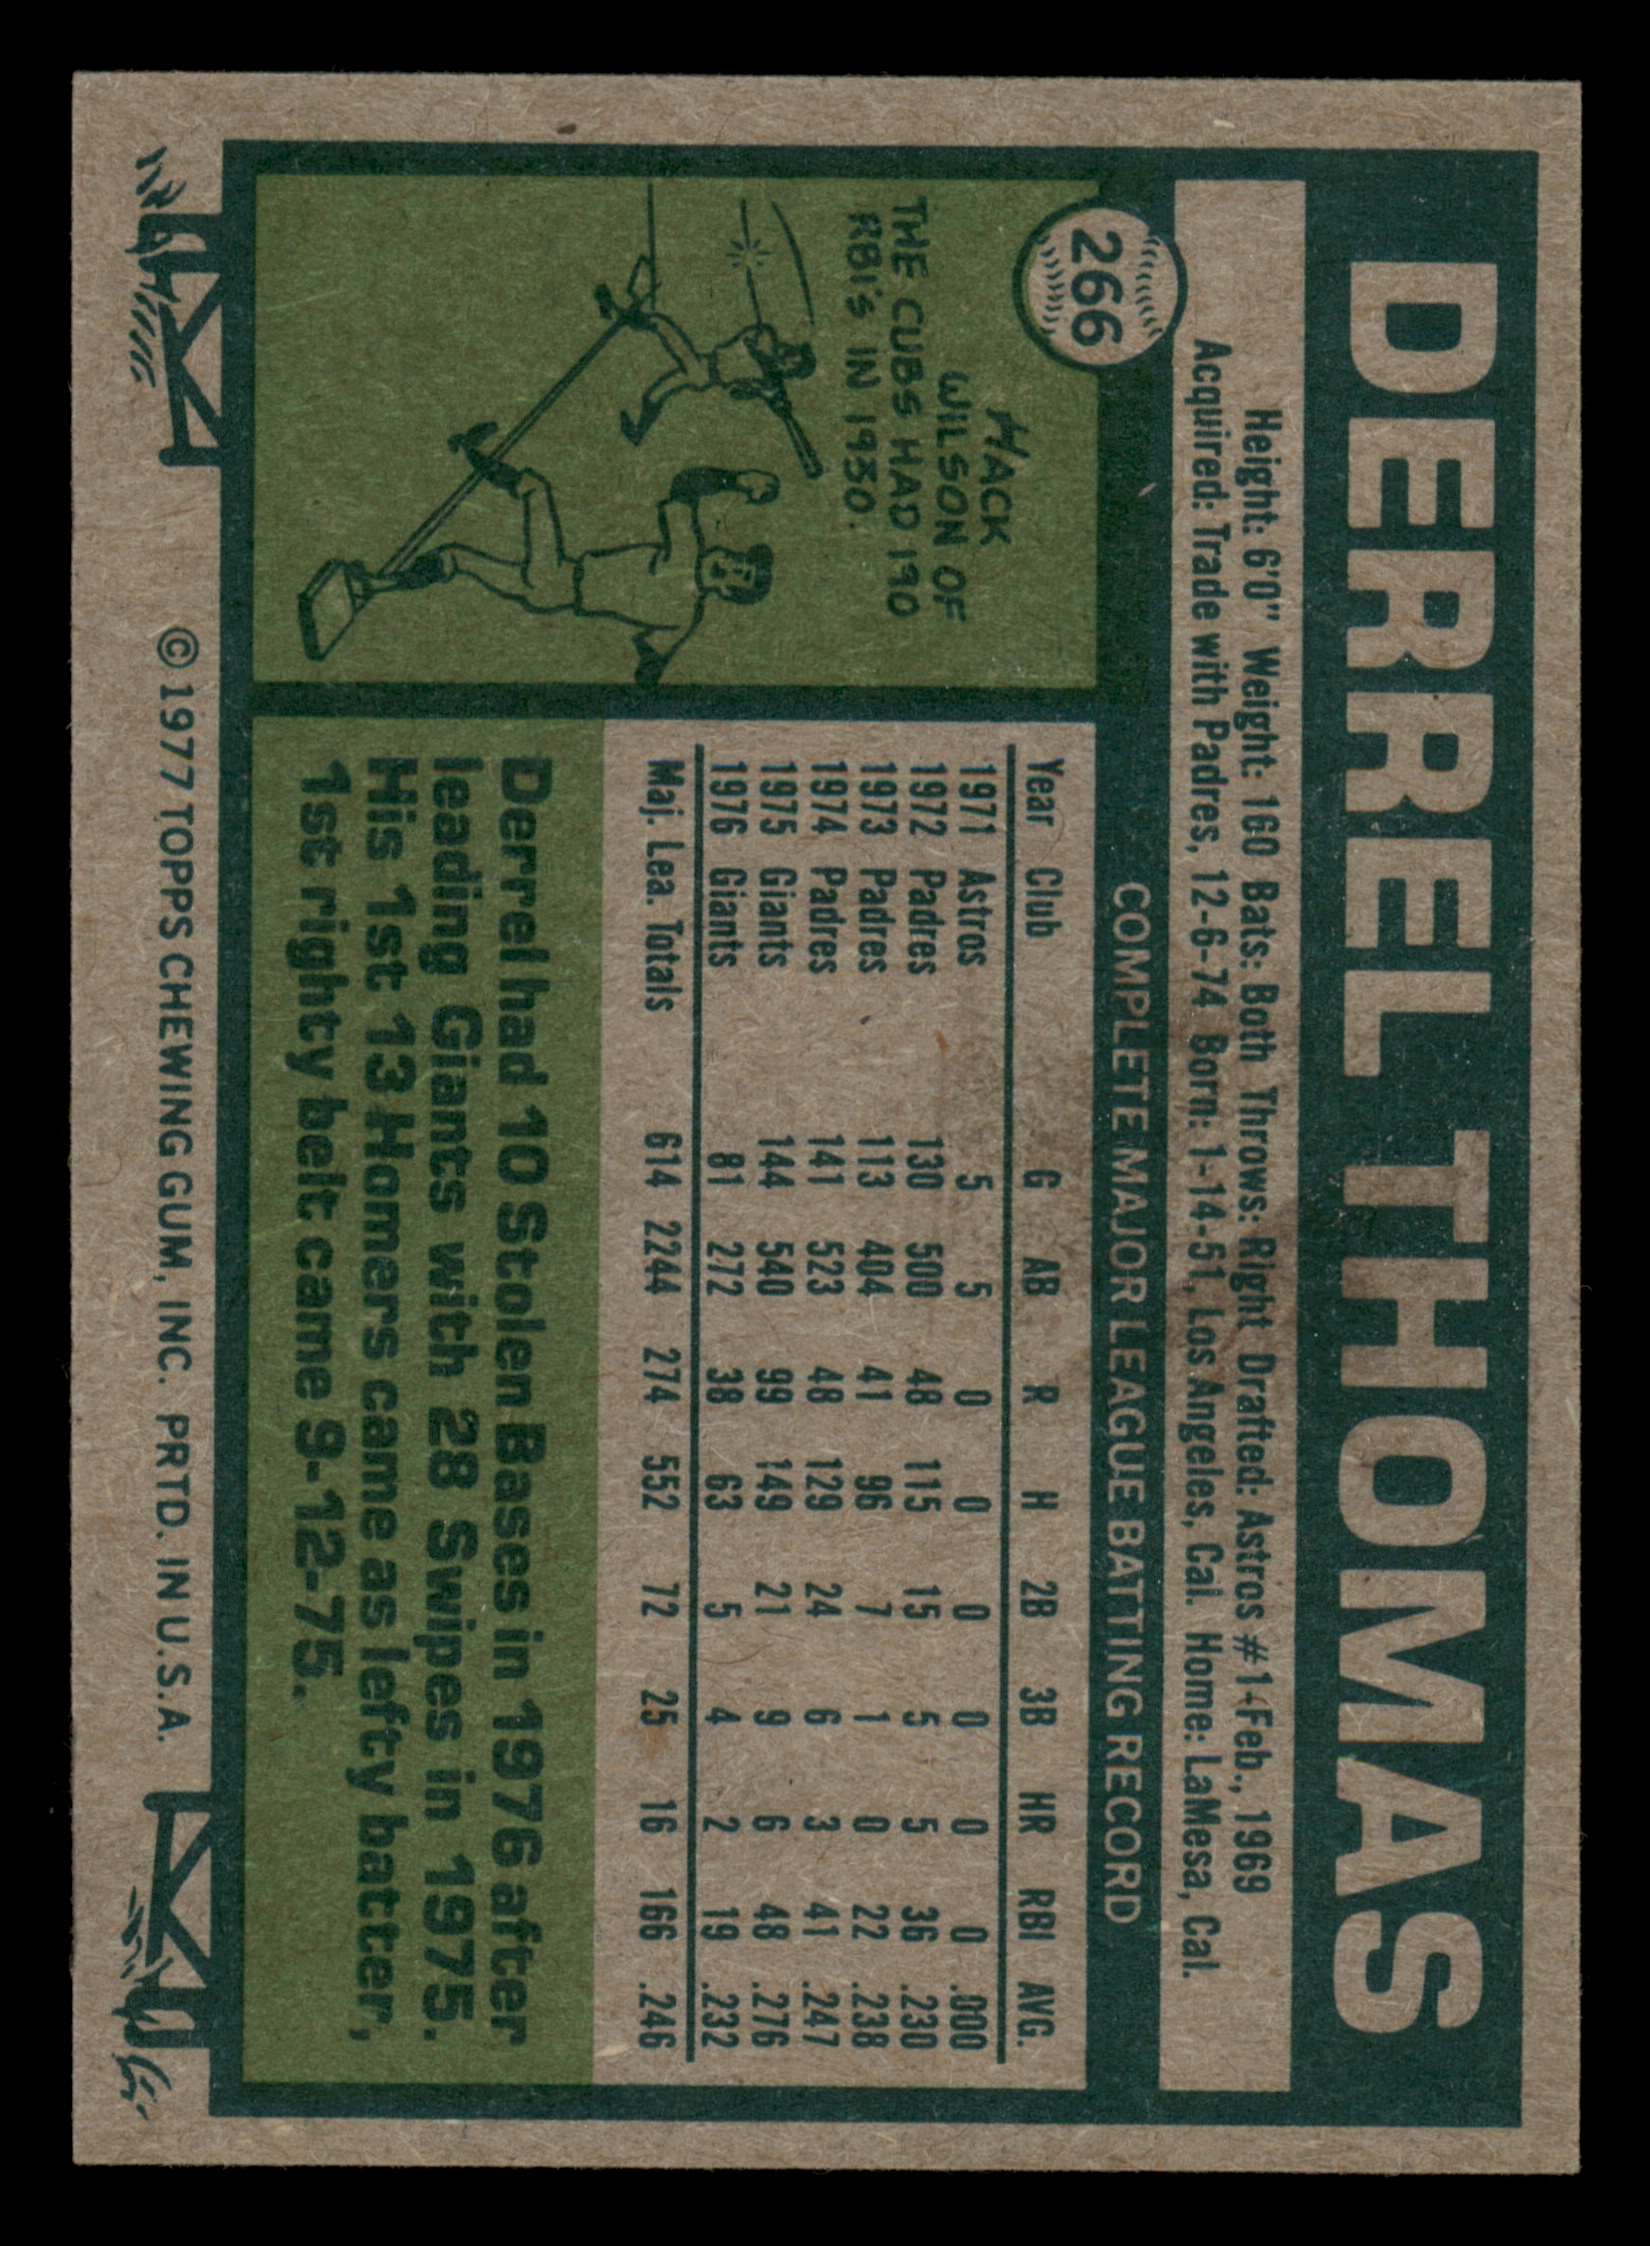 DERREL THOMAS
Height: 6'0" Weight: 160 Bats: Both Throws: Right Drafted: Astros #1-Feb., 1969
Acquired: Trade with Padres, 12-6-74 Born: 1-14-51, Los Angeles, Cal. Home: LaMesa, Cal.
266
COMPLETE MAJOR LEAGUE BATTING RECORD
HACK
WILSON OF
THE CUBS HAD 190
RBI's IN 1930.
Year Club G AB R H 2B 3B HR RBI AVG.
1971 Astros 5 5 0 0 0 0 0 0 .000
1972 Padres 130 500 48 115 15 5 5 36 .230
1973 Padres 113 404 41 96 7 1 0 22 .238
1974 Padres 141 523 48 129 24 6 3 41 .247
1975 Giants 144 540 99 149 21 9 6 48 .276
1976 Giants 81 272 38 63 5 4 2 19 .232
Maj. Lea. Totals 614 2244 274 552 72 25 16 166 .246
Derrel had 10 Stolen Bases in 1976 after
leading Giants with 28 Swipes in 1975.
His 1st 13 Homers came as lefty batter,
1st righty belt came 9-12-75.
© 1977 TOPPS CHEWING GUM, INC. PRTD. IN U.S.A.